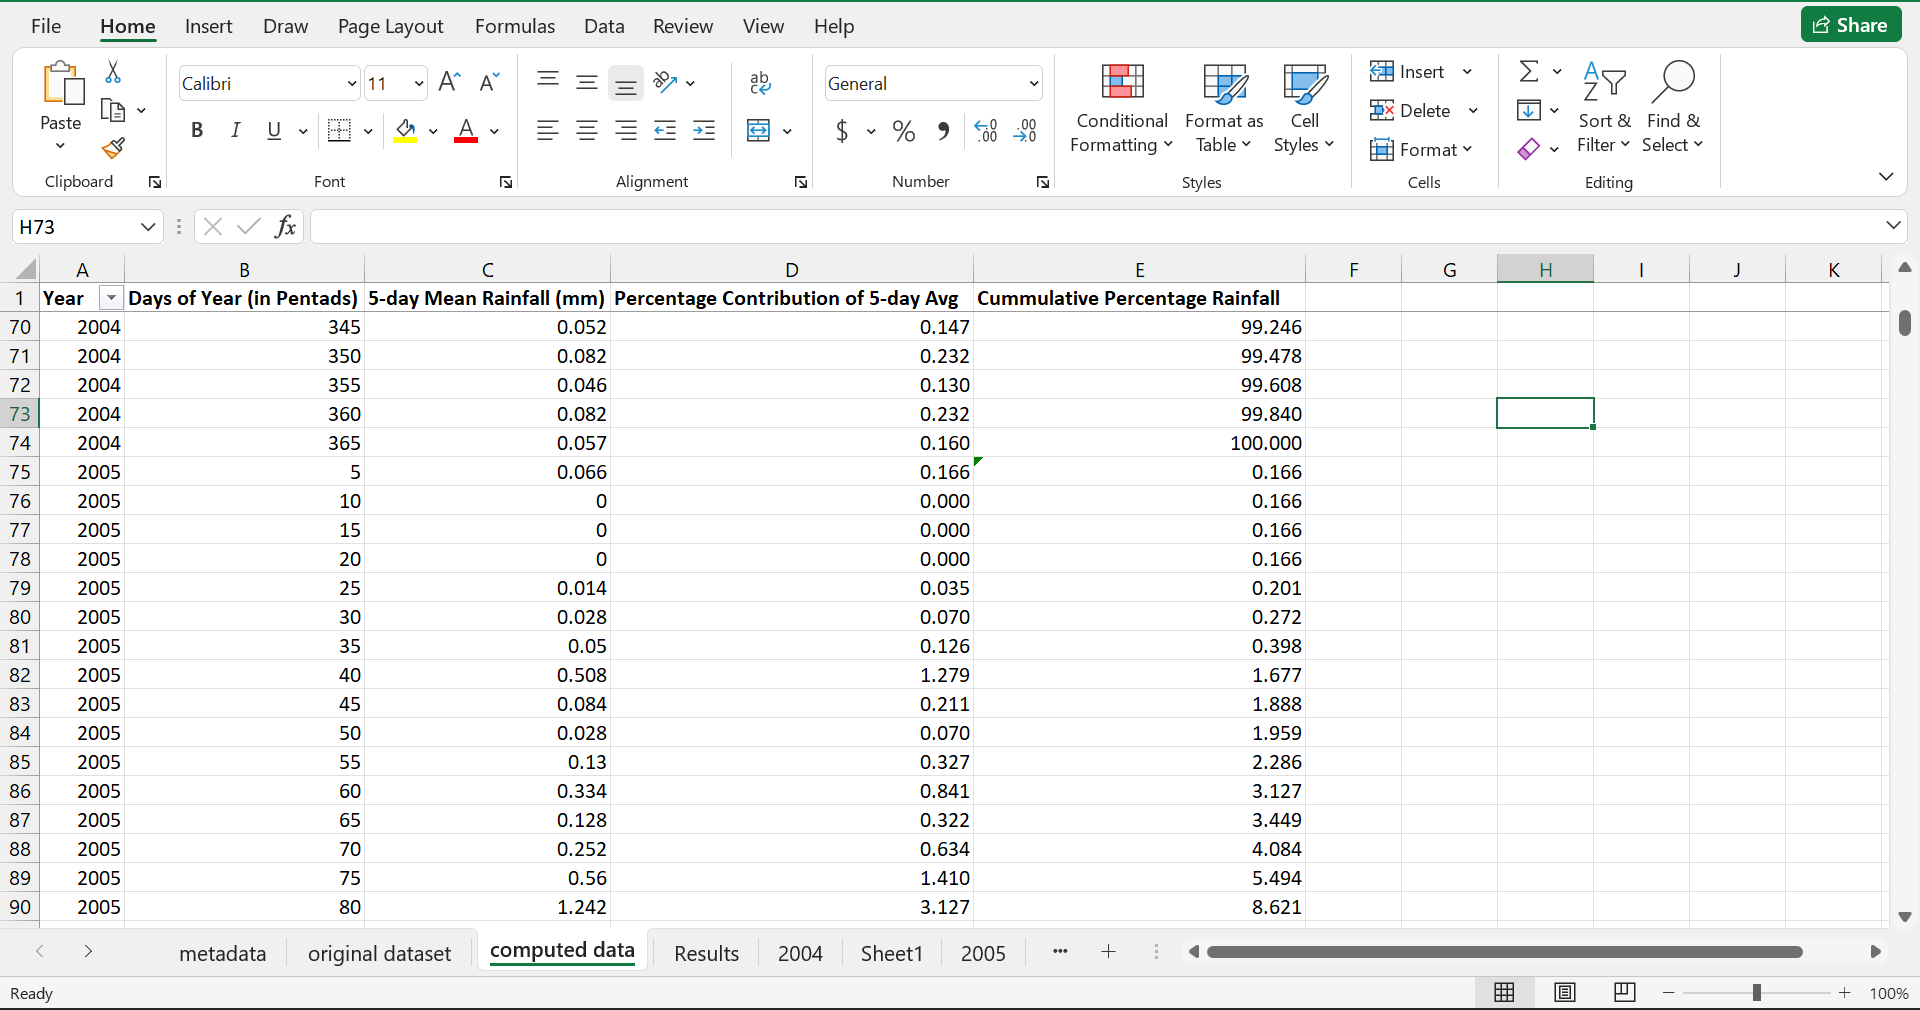 File Home Insert Draw Page Layout Formulas Data Review View Help Share
Calibri 11 General
Paste Conditional Formatting Format as Table Cell Styles Insert Delete Format Sort & Filter Find & Select
Clipboard Font Alignment Number Styles Cells Editing
H73
A B C D E F G H I J K
1 Year Days of Year (in Pentads) 5-day Mean Rainfall (mm) Percentage Contribution of 5-day Avg Cummulative Percentage Rainfall
70 2004 345 0.052 0.147 99.246
71 2004 350 0.082 0.232 99.478
72 2004 355 0.046 0.130 99.608
73 2004 360 0.082 0.232 99.840
74 2004 365 0.057 0.160 100.000
75 2005 5 0.066 0.166 0.166
76 2005 10 0 0.000 0.166
77 2005 15 0 0.000 0.166
78 2005 20 0 0.000 0.166
79 2005 25 0.014 0.035 0.201
80 2005 30 0.028 0.070 0.272
81 2005 35 0.05 0.126 0.398
82 2005 40 0.508 1.279 1.677
83 2005 45 0.084 0.211 1.888
84 2005 50 0.028 0.070 1.959
85 2005 55 0.13 0.327 2.286
86 2005 60 0.334 0.841 3.127
87 2005 65 0.128 0.322 3.449
88 2005 70 0.252 0.634 4.084
89 2005 75 0.56 1.410 5.494
90 2005 80 1.242 3.127 8.621
metadata original dataset computed data Results 2004 Sheet1 2005 ...
Ready 100%